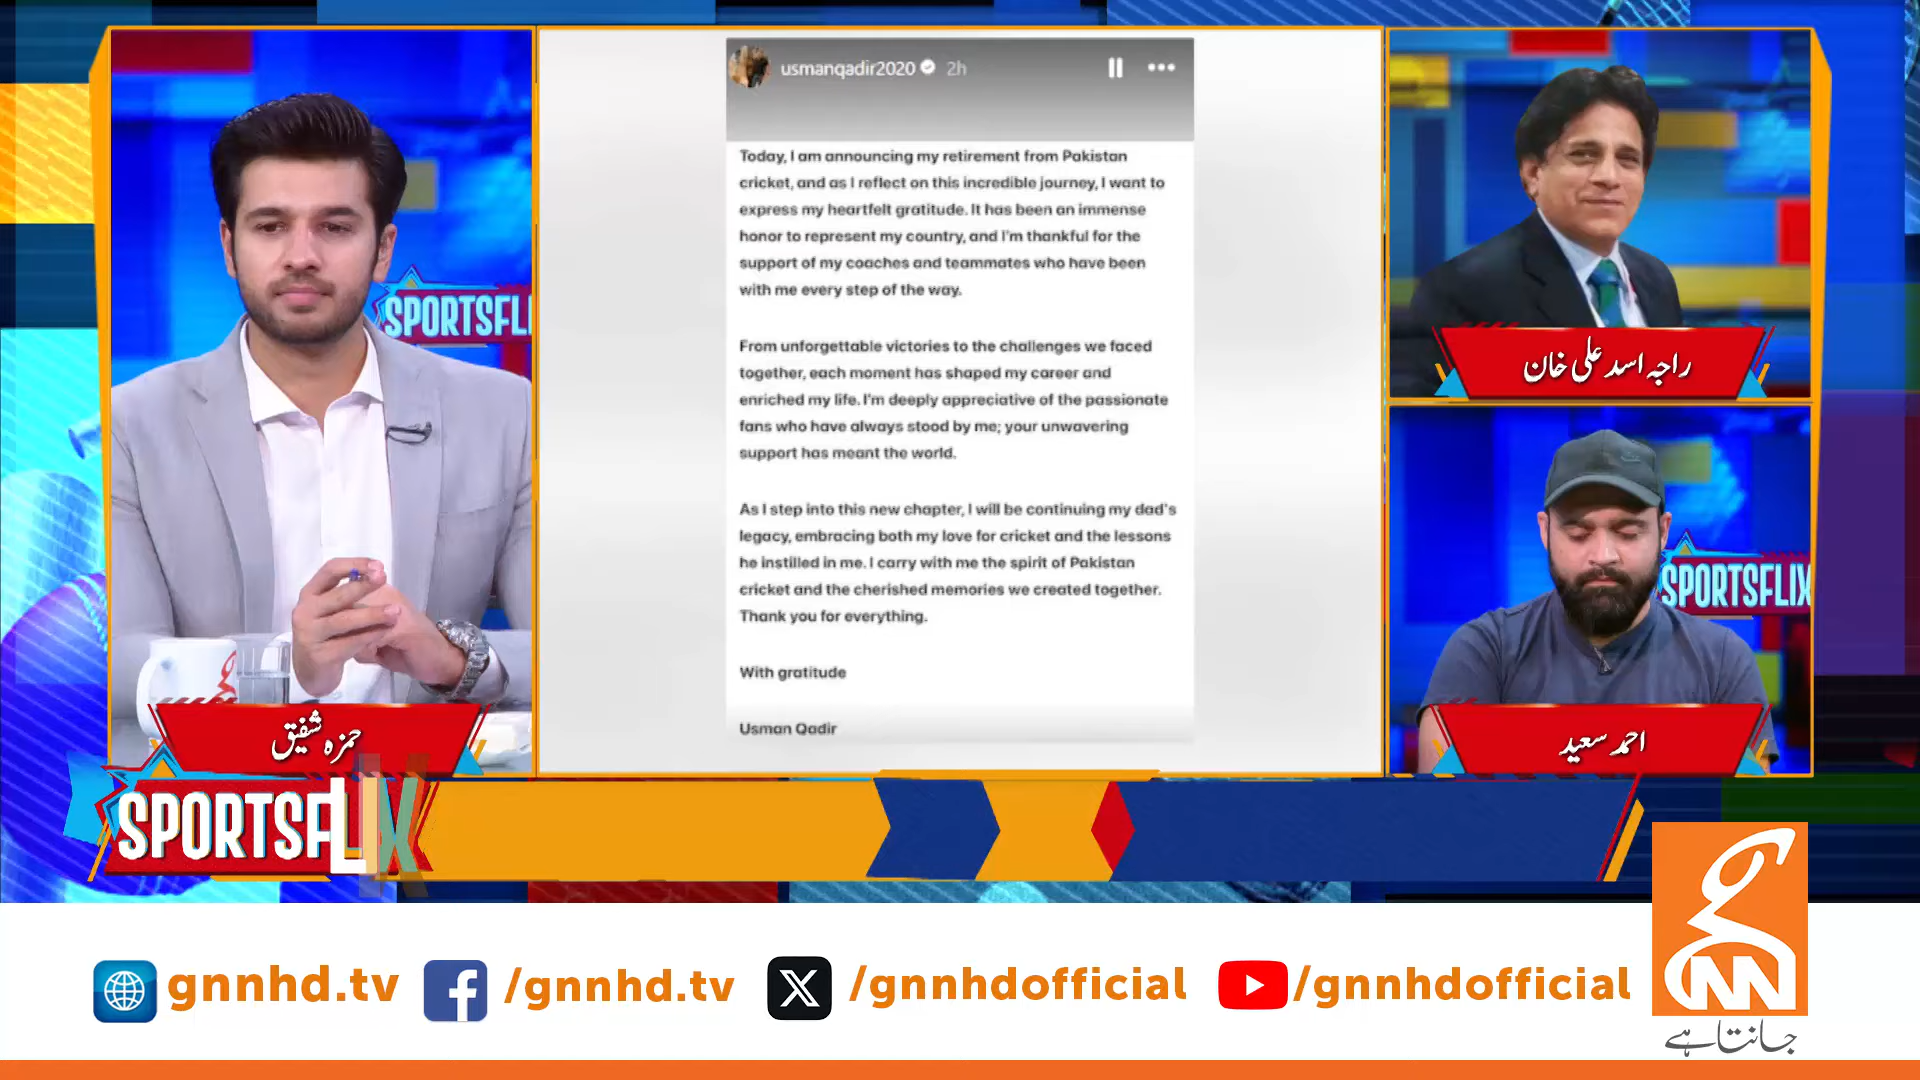 usmanqadir2020 2h
Today, I am announcing my retirement from Pakistan
cricket, and as I reflect on this incredible journey, I want to
express my heartfelt gratitude. It has been an immense
honor to represent my country, and I'm thankful for the
support of my coaches and teammates who have been
with me every step of the way.
From unforgettable victories to the challenges we faced
together, each moment has shaped my career and
enriched my life. I'm deeply appreciative of the passionate
fans who have always stood by me; your unwavering
support has meant the world.
As I step into this new chapter, I will be continuing my dad's
legacy, embracing both my love for cricket and the lessons
he instilled in me. I carry with me the spirit of Pakistan
cricket and the cherished memories we created together.
Thank you for everything.
With gratitude
Usman Qadir
SPORTSFLI
راجہ اسد علی خان
SPORTSFLIX
حمزہ شفیق
احمد سعید
SPORTSFLIX
gnnhd.tv
/gnnhd.tv
/gnnhdofficial
/gnnhdofficial
GNN
جانتا ہے